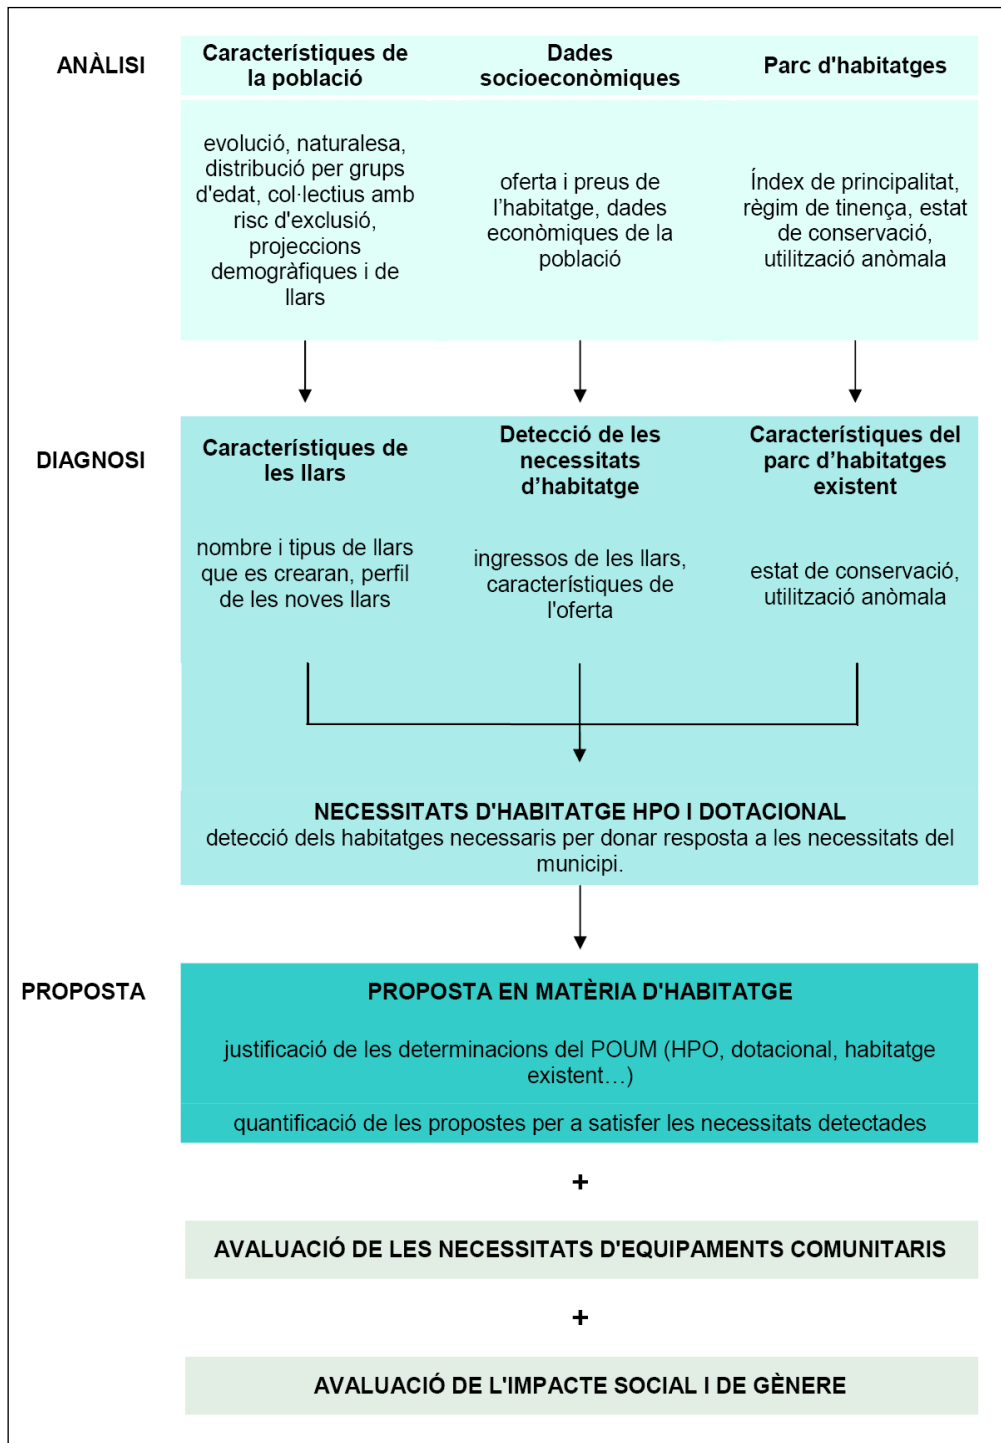 ANÀLISI
Característiques de
la població
Dades
socioeconòmiques
Parc d'habitatges
evolució, naturalesa,
distribució per grups
d'edat, col·lectius amb
risc d'exclusió,
projeccions
demogràfiques i de
llars
oferta i preus de
l’habitatge, dades
econòmiques de la
població
Índex de principalitat,
règim de tinença, estat
de conservació,
utilització anòmala
DIAGNOSI
Característiques de
les llars
Detecció de les
necessitats
d’habitatge
Característiques del
parc d’habitatges
existent
nombre i tipus de llars
que es crearan, perfil
de les noves llars
ingressos de les llars,
característiques de
l'oferta
estat de conservació,
utilització anòmala
NECESSITATS D'HABITATGE HPO I DOTACIONAL
detecció dels habitatges necessaris per donar resposta a les necessitats del
municipi.
PROPOSTA
PROPOSTA EN MATÈRIA D'HABITATGE
justificació de les determinacions del POUM (HPO, dotacional, habitatge
existent…)
quantificació de les propostes per a satisfer les necessitats detectades
+
AVALUACIÓ DE LES NECESSITATS D'EQUIPAMENTS COMUNITARIS
+
AVALUACIÓ DE L'IMPACTE SOCIAL I DE GÈNERE